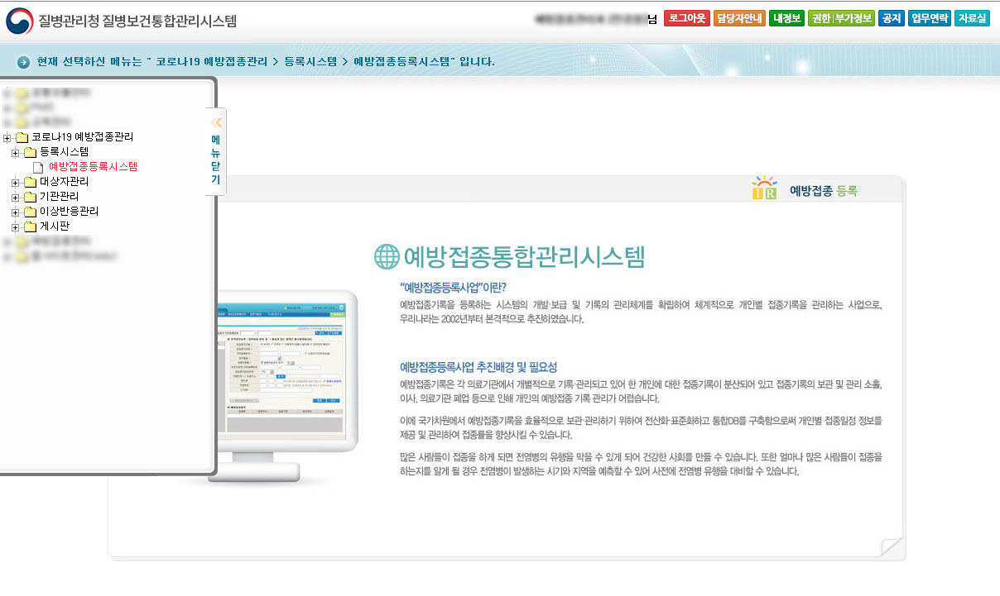 질병관리청 질병보건통합관리시스템
님 로그아웃 담당자안내 내정보 권한|부가정보 공지 업무연락 자료실
현재 선택하신 메뉴는 " 코로나19 예방접종관리 > 등록시스템 > 예방접종등록시스템" 입니다.
코로나19 예방접종관리
등록시스템
예방접종등록시스템
대상자관리
기관관리
이상반응관리
게시판
메뉴닫기
IR 예방접종 등록
예방접종통합관리시스템
"예방접종등록사업"이란?
예방접종기록을 등록하는 시스템의 개발·보급 및 기록의 관리체계를 확립하여 체계적으로 개인별 접종기록을 관리하는 사업으로,
우리나라는 2002년부터 본격적으로 추진하였습니다.
예방접종등록사업 추진배경 및 필요성
예방접종기록은 각 의료기관에서 개별적으로 기록·관리되고 있어 한 개인에 대한 접종기록이 분산되어 있고 접종기록의 보관 및 관리 소홀,
이사, 의료기관 폐업 등으로 인해 개인의 예방접종 기록 관리가 어렵습니다.
이에 국가차원에서 예방접종기록을 효율적으로 보관·관리하기 위하여 전산화·표준화하고 통합DB를 구축함으로써 개인별 접종일정 정보를
제공 및 관리하여 접종률을 향상시킬 수 있습니다.
많은 사람들이 접종을 하게 되면 전염병의 유행을 막을 수 있게 되어 건강한 사회를 만들 수 있습니다. 또한 얼마나 많은 사람들이 접종을
하는지를 알게 될 경우 전염병이 발생하는 시기와 지역을 예측할 수 있어 사전에 전염병 유행을 대비할 수 있습니다.